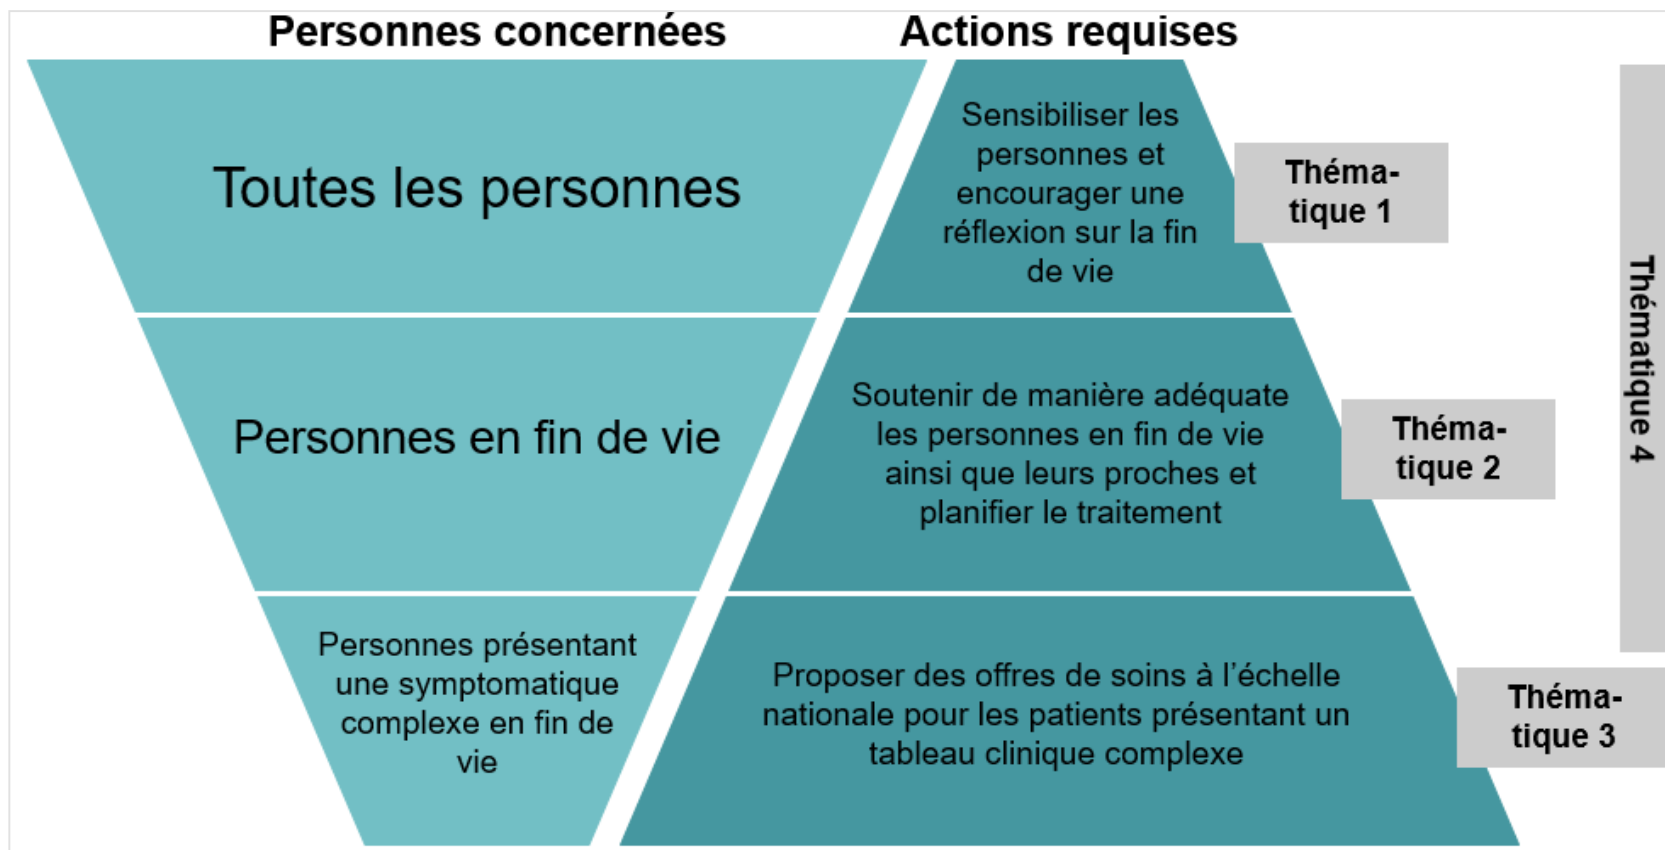 Personnes concernées
Actions requises
Toutes les personnes
Sensibiliser les
personnes et
encourager une
réflexion sur la fin
de vie
Théma-
tique 1
Personnes en fin de vie
Soutenir de manière adéquate
les personnes en fin de vie
ainsi que leurs proches et
planifier le traitement
Théma-
tique 2
Personnes présentant
une symptomatique
complexe en fin de
vie
Proposer des offres de soins à l’échelle
nationale pour les patients présentant un
tableau clinique complexe
Théma-
tique 3
Thématique 4